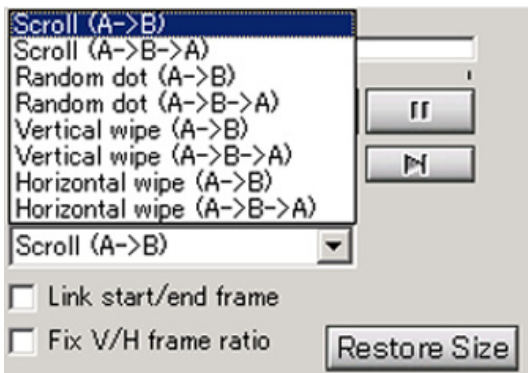 Scroll (A->B)
Scroll (A->B->A)
Random dot (A->B)
Random dot (A->B->A)
Vertical wipe (A->B)
Vertical wipe (A->B->A)
Horizontal wipe (A->B)
Horizontal wipe (A->B->A)
Scroll (A->B)
Link start/end frame
Fix V/H frame ratio
Restore Size